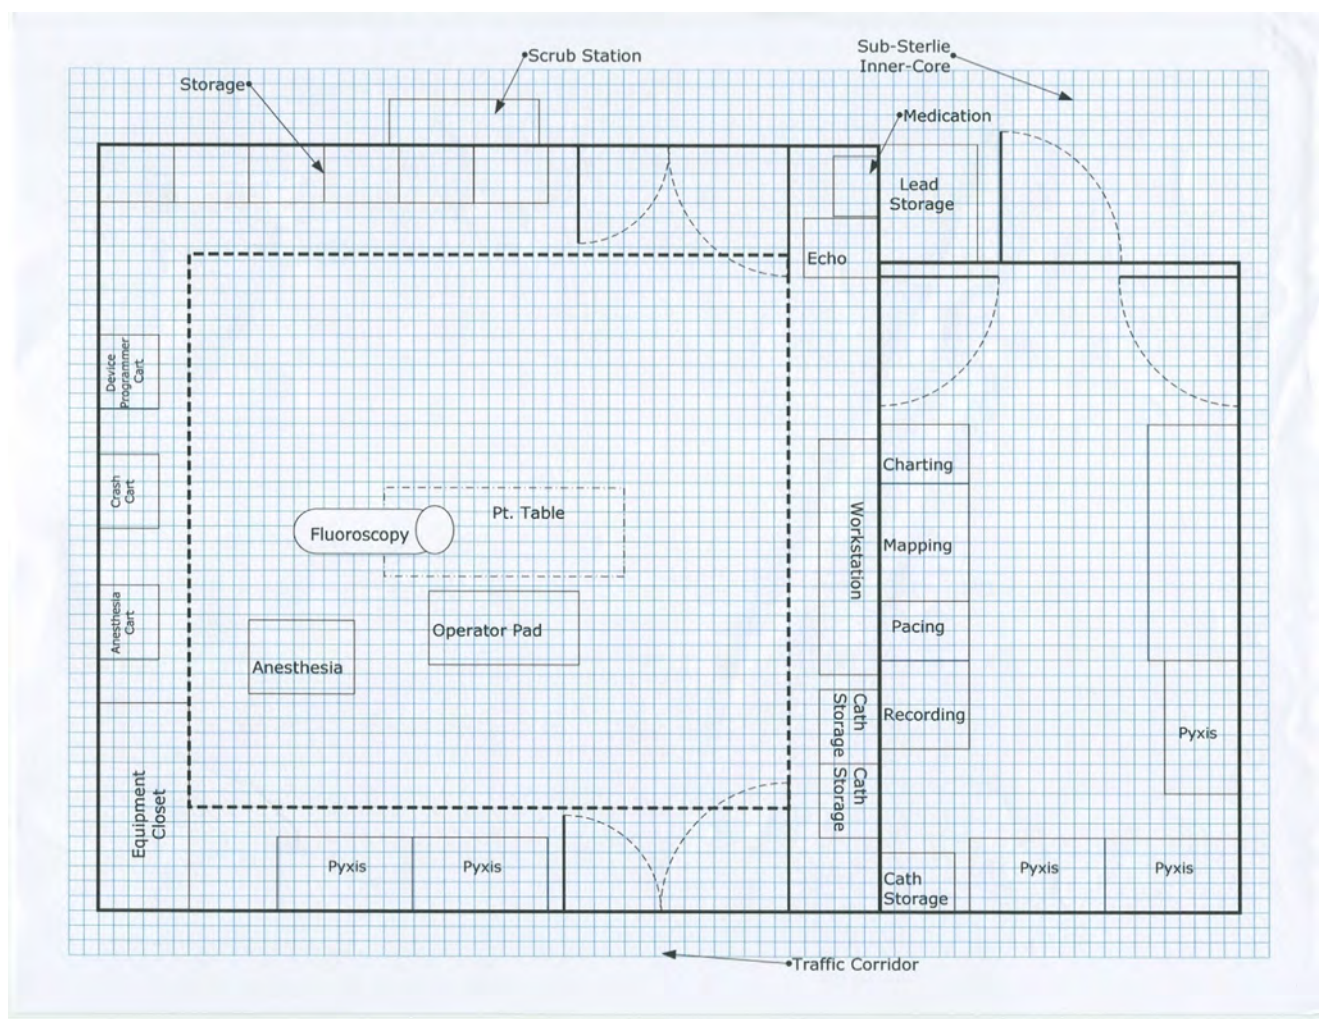 Scrub Station
Sub-Sterlie
Inner-Core
Storage
Medication
Lead
Storage
Echo
Device
Programmer
Cart
Charting
Crash
Cart
Pt. Table
Fluoroscopy
Workstation
Mapping
Anesthesia
Cart
Operator Pad
Pacing
Anesthesia
Cath
Storage
Recording
Pyxis
Cath
Storage
Equipment
Closet
Pyxis
Pyxis
Cath
Storage
Pyxis
Pyxis
Traffic Corridor